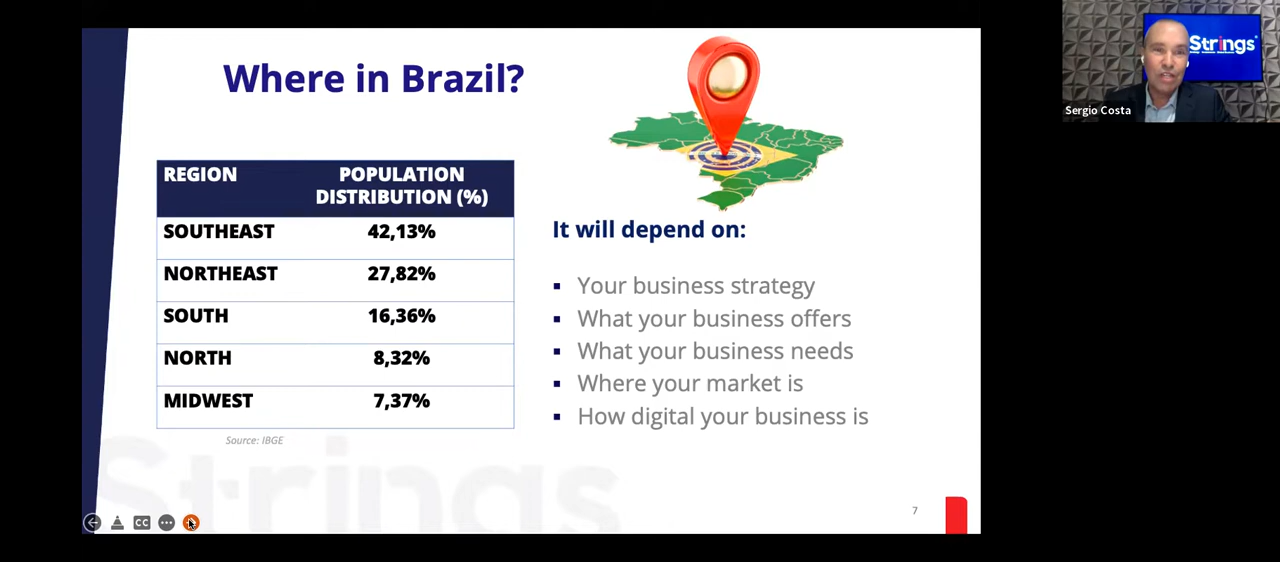 Where in Brazil?
REGION POPULATION DISTRIBUTION (%)
SOUTHEAST 42,13%
NORTHEAST 27,82%
SOUTH 16,36%
NORTH 8,32%
MIDWEST 7,37%
Source: IBGE
It will depend on:
▪ Your business strategy
▪ What your business offers
▪ What your business needs
▪ Where your market is
▪ How digital your business is
Strings
7
CC
Strings
Sergio Costa